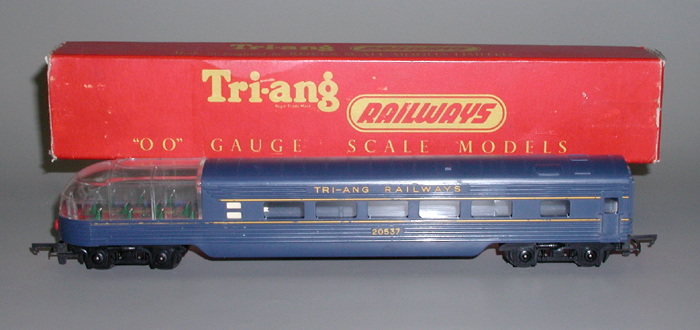 Tri-ang
RAILWAYS
"OO" GAUGE SCALE MODELS
TRI-ANG RAILWAYS
20537